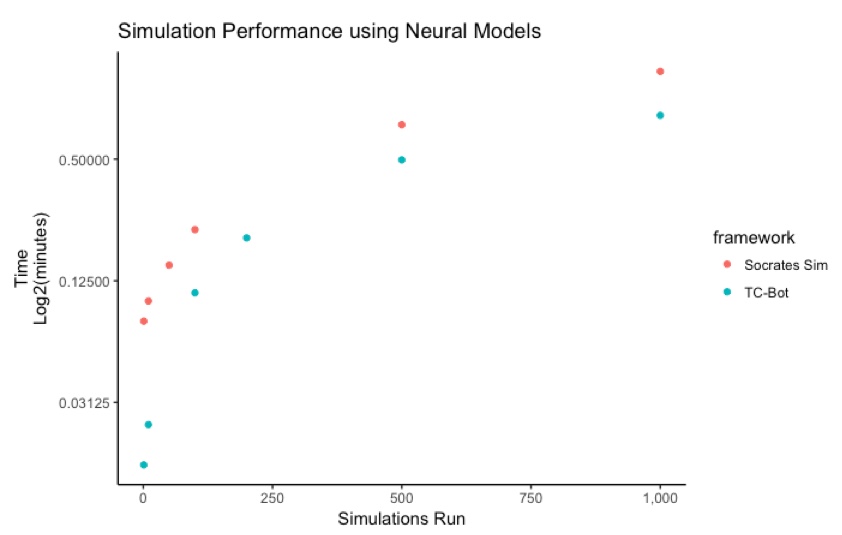 Simulation Performance using Neural Models
Time
Log2(minutes)
0.50000
0.12500
0.03125
0
250
500
750
1,000
Simulations Run
framework
Socrates Sim
TC-Bot